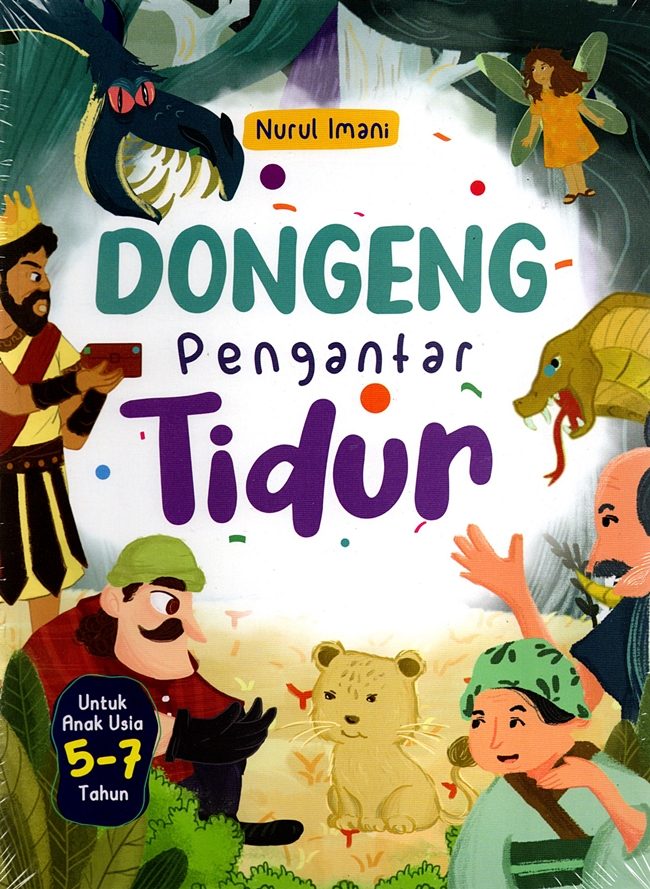 Nurul Imani
DONGENG
Pengantar
Tidur
Untuk
Anak Usia
5-7
Tahun